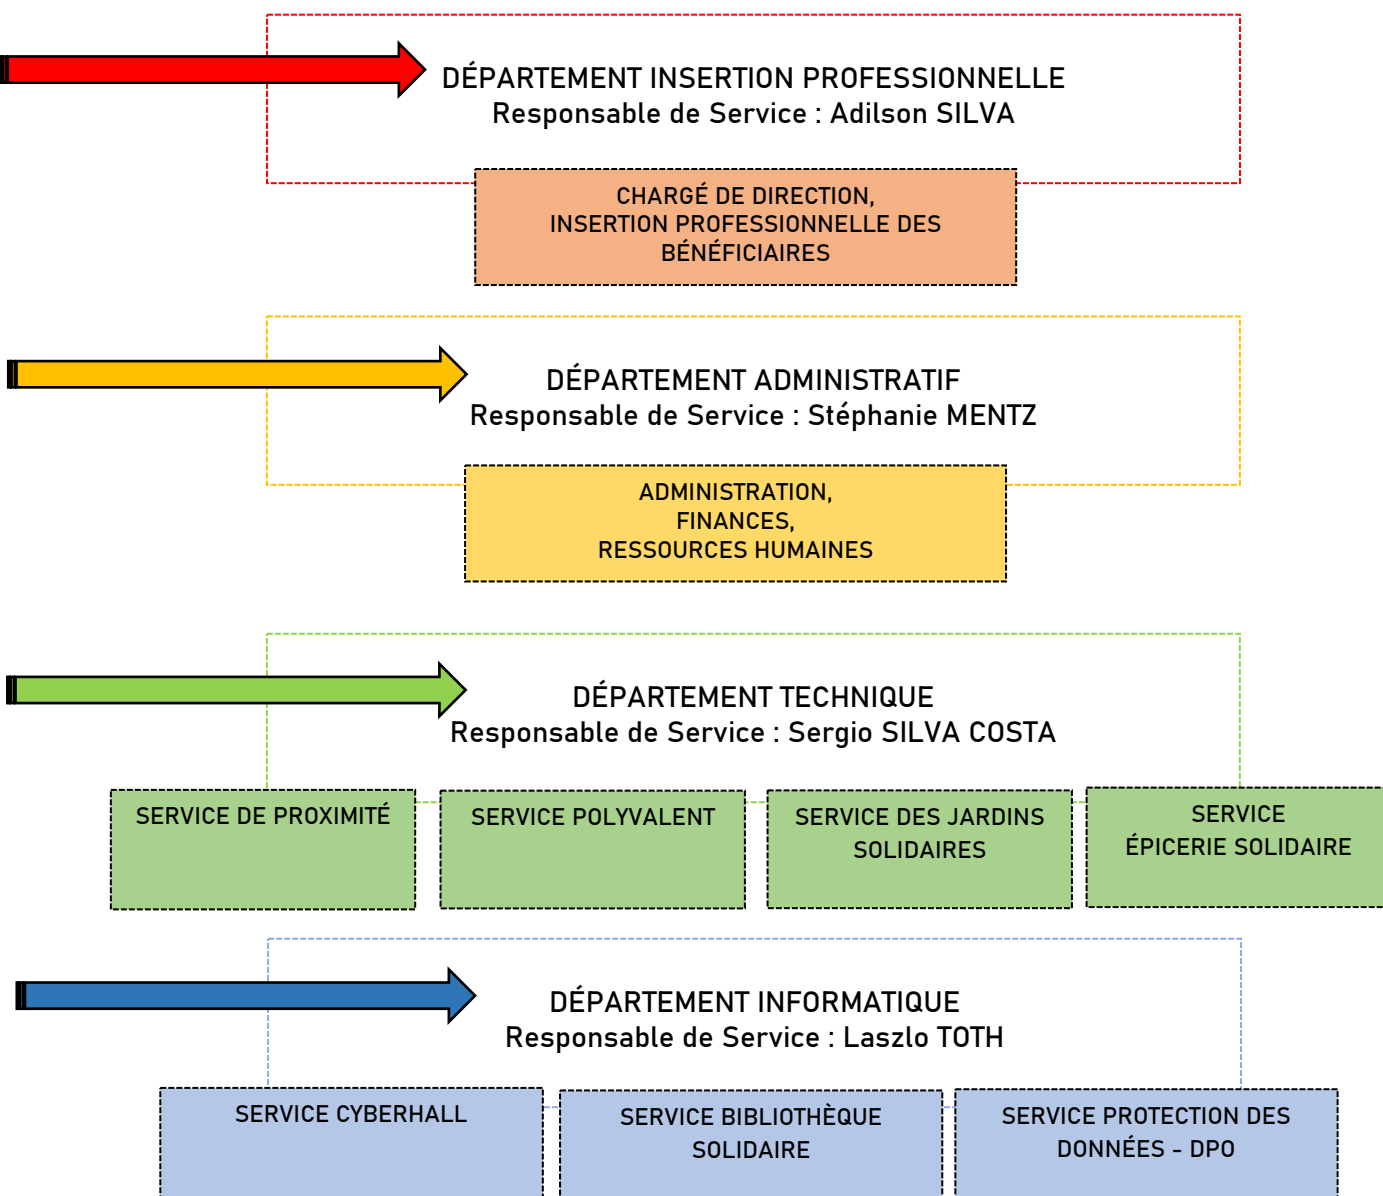 DÉPARTEMENT INSERTION PROFESSIONNELLE
Responsable de Service : Adilson SILVA
CHARGÉ DE DIRECTION,
INSERTION PROFESSIONNELLE DES
BÉNÉFICIAIRES
DÉPARTEMENT ADMINISTRATIF
Responsable de Service : Stéphanie MENTZ
ADMINISTRATION,
FINANCES,
RESSOURCES HUMAINES
DÉPARTEMENT TECHNIQUE
Responsable de Service : Sergio SILVA COSTA
SERVICE DE PROXIMITÉ
SERVICE POLYVALENT
SERVICE DES JARDINS
SOLIDAIRES
SERVICE
ÉPICERIE SOLIDAIRE
DÉPARTEMENT INFORMATIQUE
Responsable de Service : Laszlo TOTH
SERVICE CYBERHALL
SERVICE BIBLIOTHÈQUE
SOLIDAIRE
SERVICE PROTECTION DES
DONNÉES - DPO